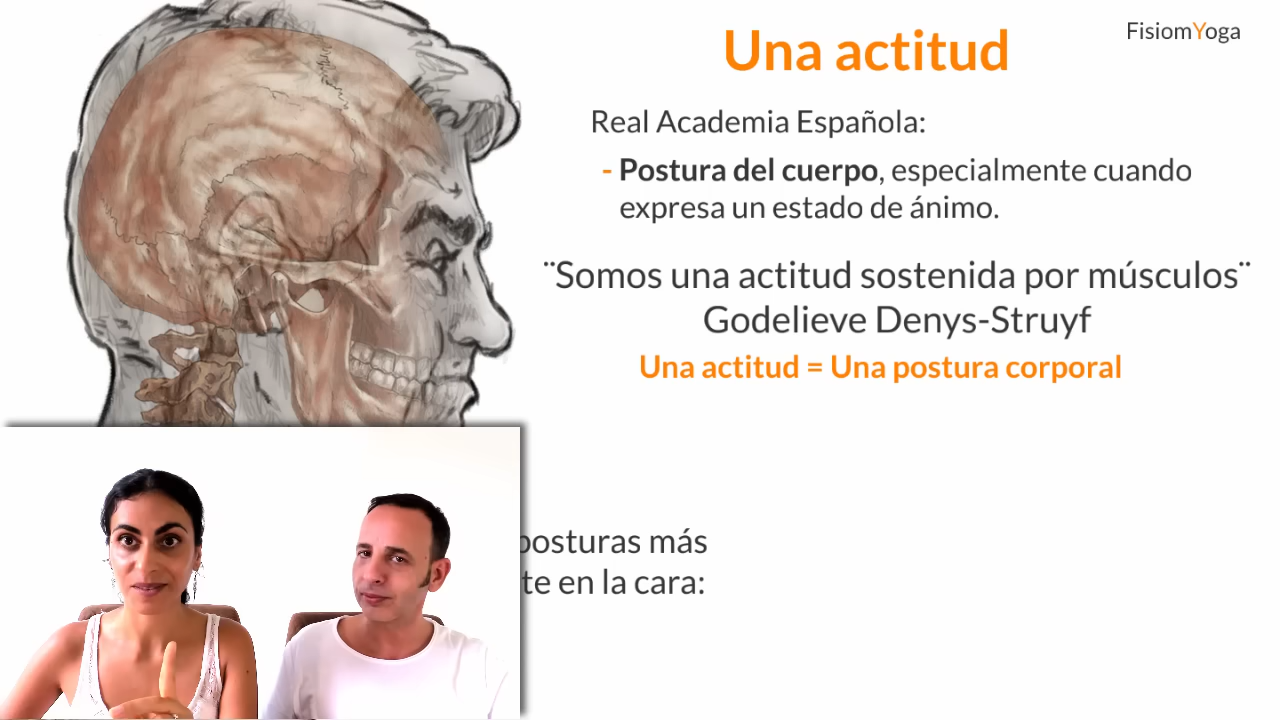 Una actitud
FisiomYoga
Real Academia Española:
- Postura del cuerpo, especialmente cuando
expresa un estado de ánimo.
¨Somos una actitud sostenida por músculos¨
Godelieve Denys-Struyf
Una actitud = Una postura corporal
posturas más
te en la cara: